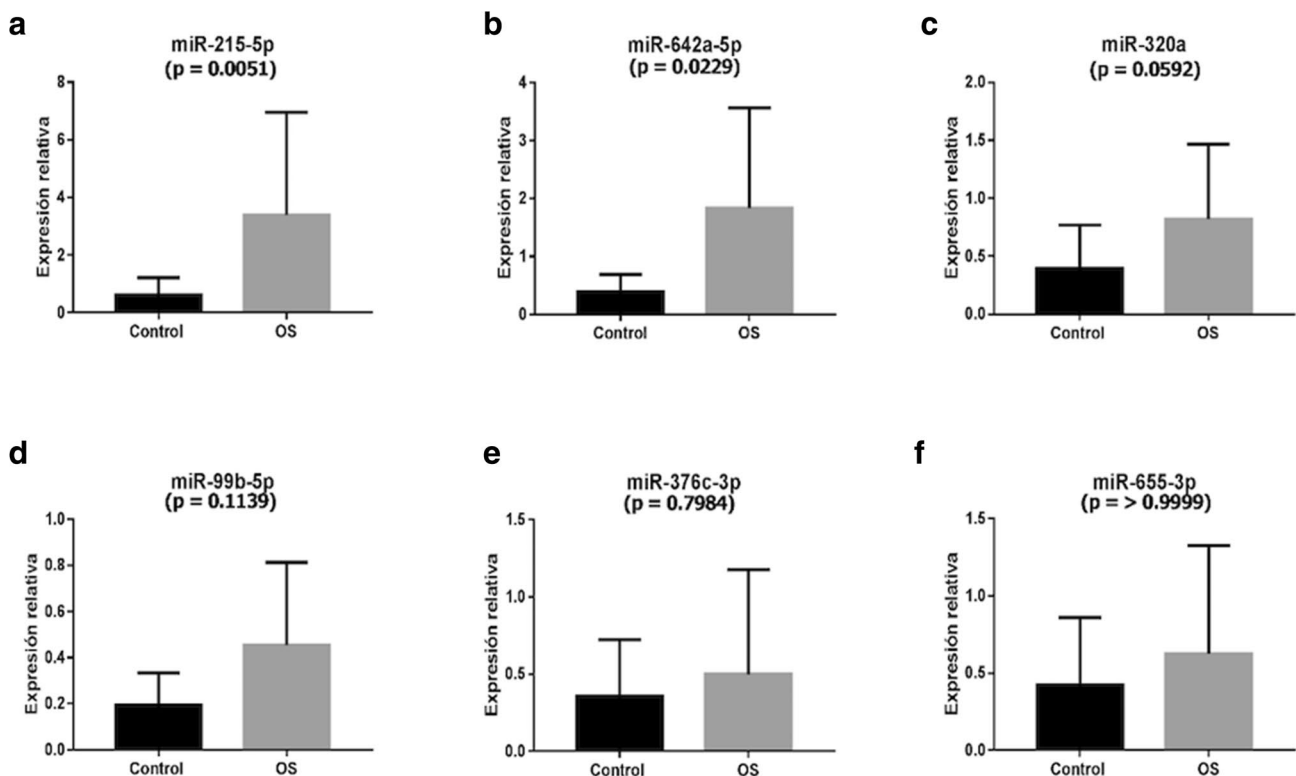 a
miR-215-5p
(p = 0.0051)
Expresión relativa
8
6
4
2
0
Control OS
b
miR-642a-5p
(p = 0.0229)
Expresión relativa
4
3
2
1
0
Control OS
c
miR-320a
(p = 0.0592)
Expresión relativa
2.0
1.5
1.0
0.5
0.0
Control OS
d
miR-99b-5p
(p = 0.1139)
Expresión relativa
1.0
0.8
0.6
0.4
0.2
0.0
Control OS
e
miR-376c-3p
(p = 0.7984)
Expresión relativa
1.5
1.0
0.5
0.0
Control OS
f
miR-655-3p
(p = > 0.9999)
Expresión relativa
1.5
1.0
0.5
0.0
Control OS